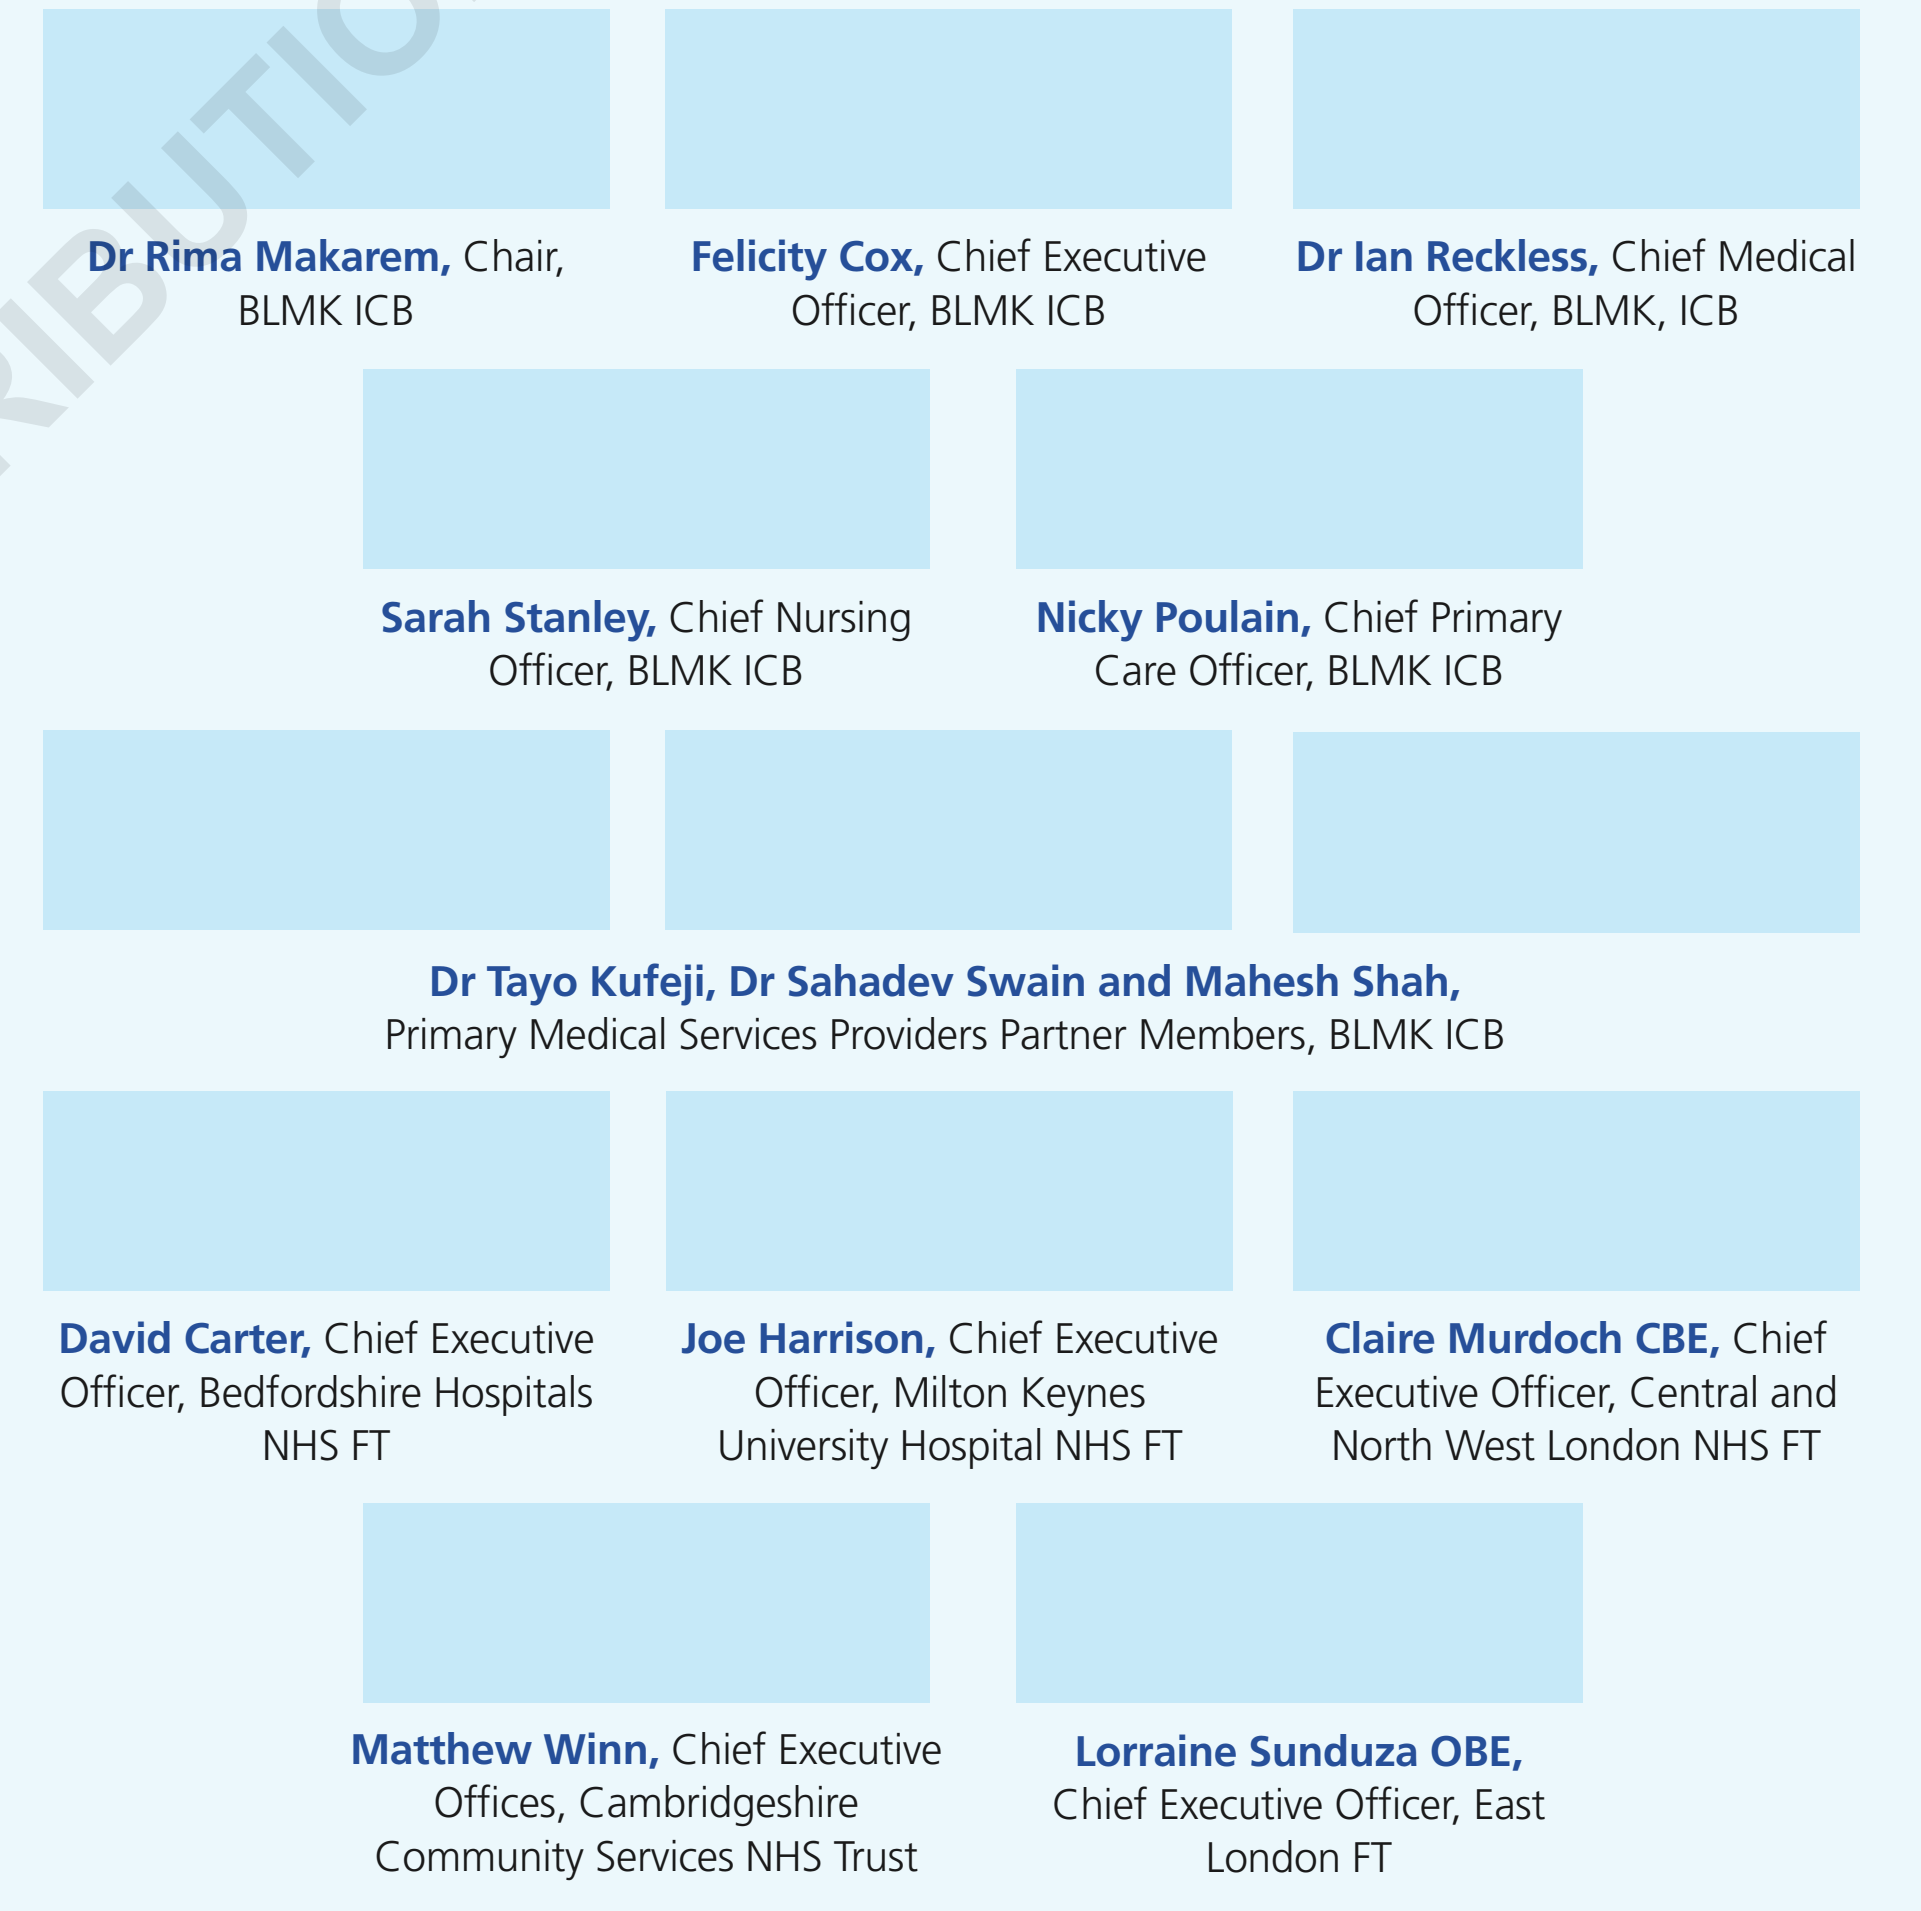 RIBUTIO
Dr Rima Makarem, Chair,
BLMK ICB
Felicity Cox, Chief Executive
Officer, BLMK ICB
Dr Ian Reckless, Chief Medical
Officer, BLMK, ICB
Sarah Stanley, Chief Nursing
Officer, BLMK ICB
Nicky Poulain, Chief Primary
Care Officer, BLMK ICB
Dr Tayo Kufeji, Dr Sahadev Swain and Mahesh Shah,
Primary Medical Services Providers Partner Members, BLMK ICB
David Carter, Chief Executive
Officer, Bedfordshire Hospitals
NHS FT
Joe Harrison, Chief Executive
Officer, Milton Keynes
University Hospital NHS FT
Claire Murdoch CBE, Chief
Executive Officer, Central and
North West London NHS FT
Matthew Winn, Chief Executive
Offices, Cambridgeshire
Community Services NHS Trust
Lorraine Sunduza OBE,
Chief Executive Officer, East
London FT